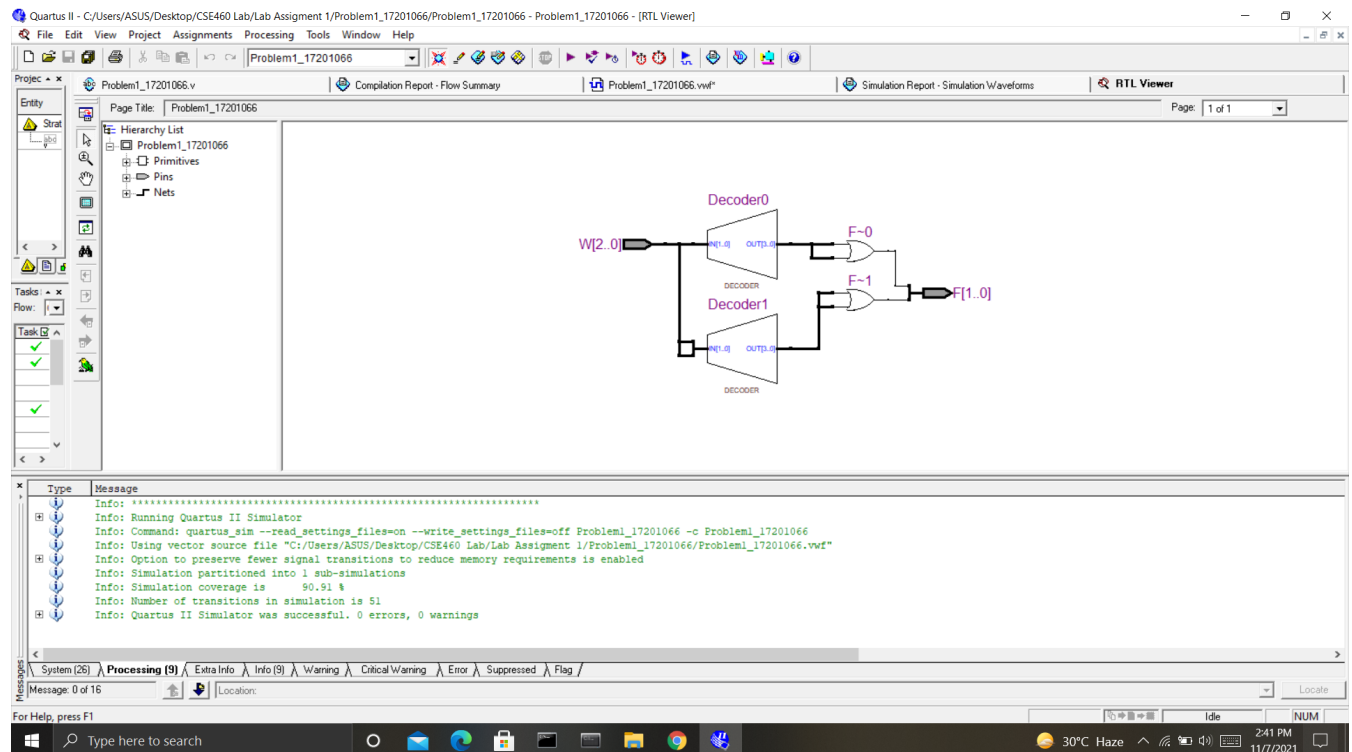 Quartus II - C:/Users/ASUS/Desktop/CSE460 Lab/Lab Assigment 1/Problem1_17201066/Problem1_17201066 - Problem1_17201066 - [RTL Viewer]
File Edit View Project Assignments Processing Tools Window Help
Problem1_17201066
Projec
Problem1_17201066.v
Compilation Report - Flow Summary
Problem1_17201066.vwf*
Simulation Report - Simulation Waveforms
RTL Viewer
Entity
Strat
Page Title: Problem1_17201066
Page: 1 of 1
Hierarchy List
Problem1_17201066
Primitives
Pins
Nets
Decoder0
W[2..0]
IN[1..0] OUT[3..0]
F~0
DECODER
F~1
F[1..0]
Decoder1
IN[1..0] OUT[3..0]
DECODER
Tasks
Flow:
Task
Type Message
Info: *******************************************************************
Info: Running Quartus II Simulator
Info: Command: quartus_sim --read_settings_files=on --write_settings_files=off Problem1_17201066 -c Problem1_17201066
Info: Using vector source file "C:/Users/ASUS/Desktop/CSE460 Lab/Lab Assigment 1/Problem1_17201066/Problem1_17201066.vwf"
Info: Option to preserve fewer signal transitions to reduce memory requirements is enabled
Info: Simulation partitioned into 1 sub-simulations
Info: Simulation coverage is 90.91 %
Info: Number of transitions in simulation is 51
Info: Quartus II Simulator was successful. 0 errors, 0 warnings
System (26) Processing (9) Extra Info Info (9) Warning Critical Warning Error Suppressed Flag
Messages
Message: 0 of 16
Location:
Locate
For Help, press F1
Idle
NUM
Type here to search
30°C Haze
2:41 PM
11/7/2021